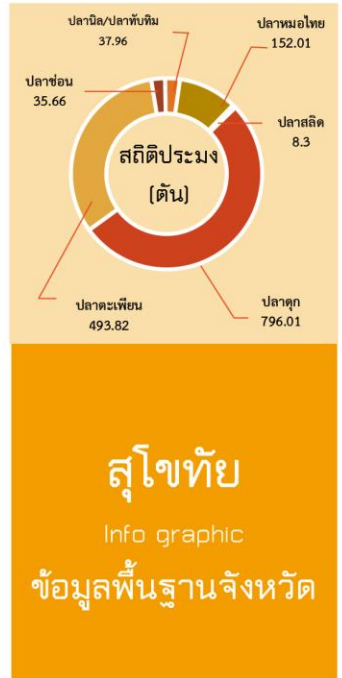 ปลานิล/ปลาทับทิม
37.96
ปลาหมอไทย
152.01
ปลาช่อน
35.66
ปลาสลิด
8.3
สถิติประมง
(ตัน)
ปลาตะเพียน
493.82
ปลาดุก
796.01
สุโขทัย
Info graphic
ข้อมูลพื้นฐานจังหวัด